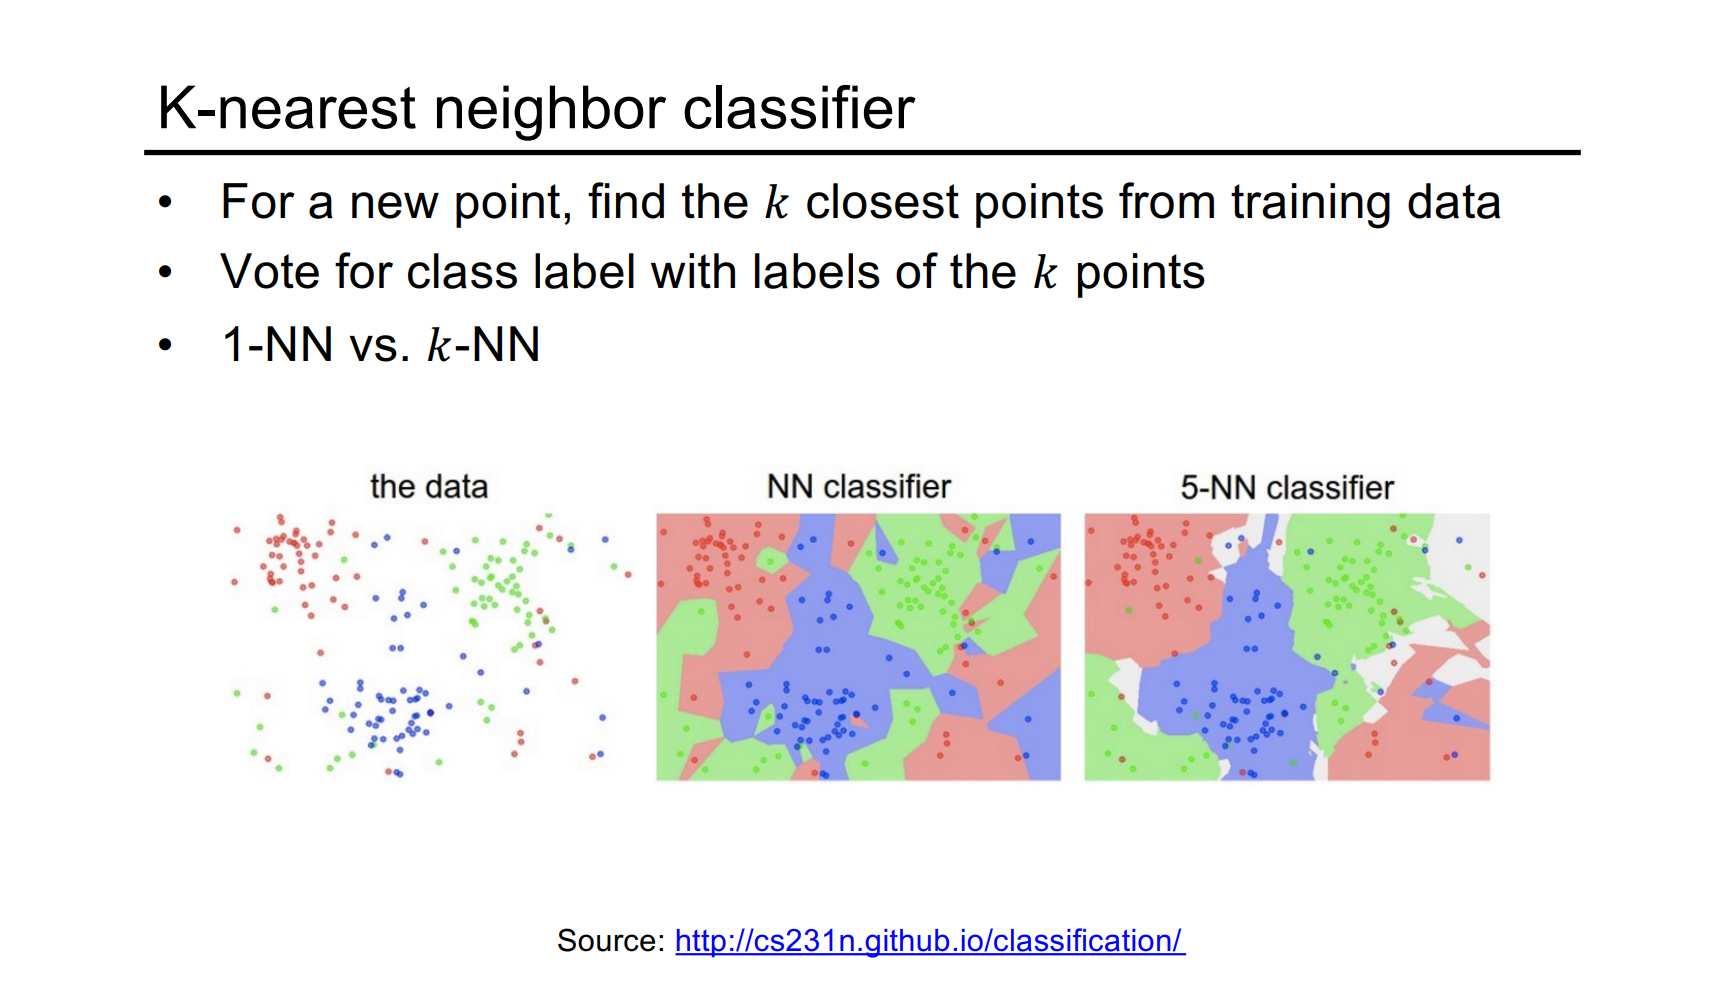 K-nearest neighbor classifier
• For a new point, find the k closest points from training data
• Vote for class label with labels of the k points
• 1-NN vs. k-NN
the data
NN classifier
5-NN classifier
Source: http://cs231n.github.io/classification/